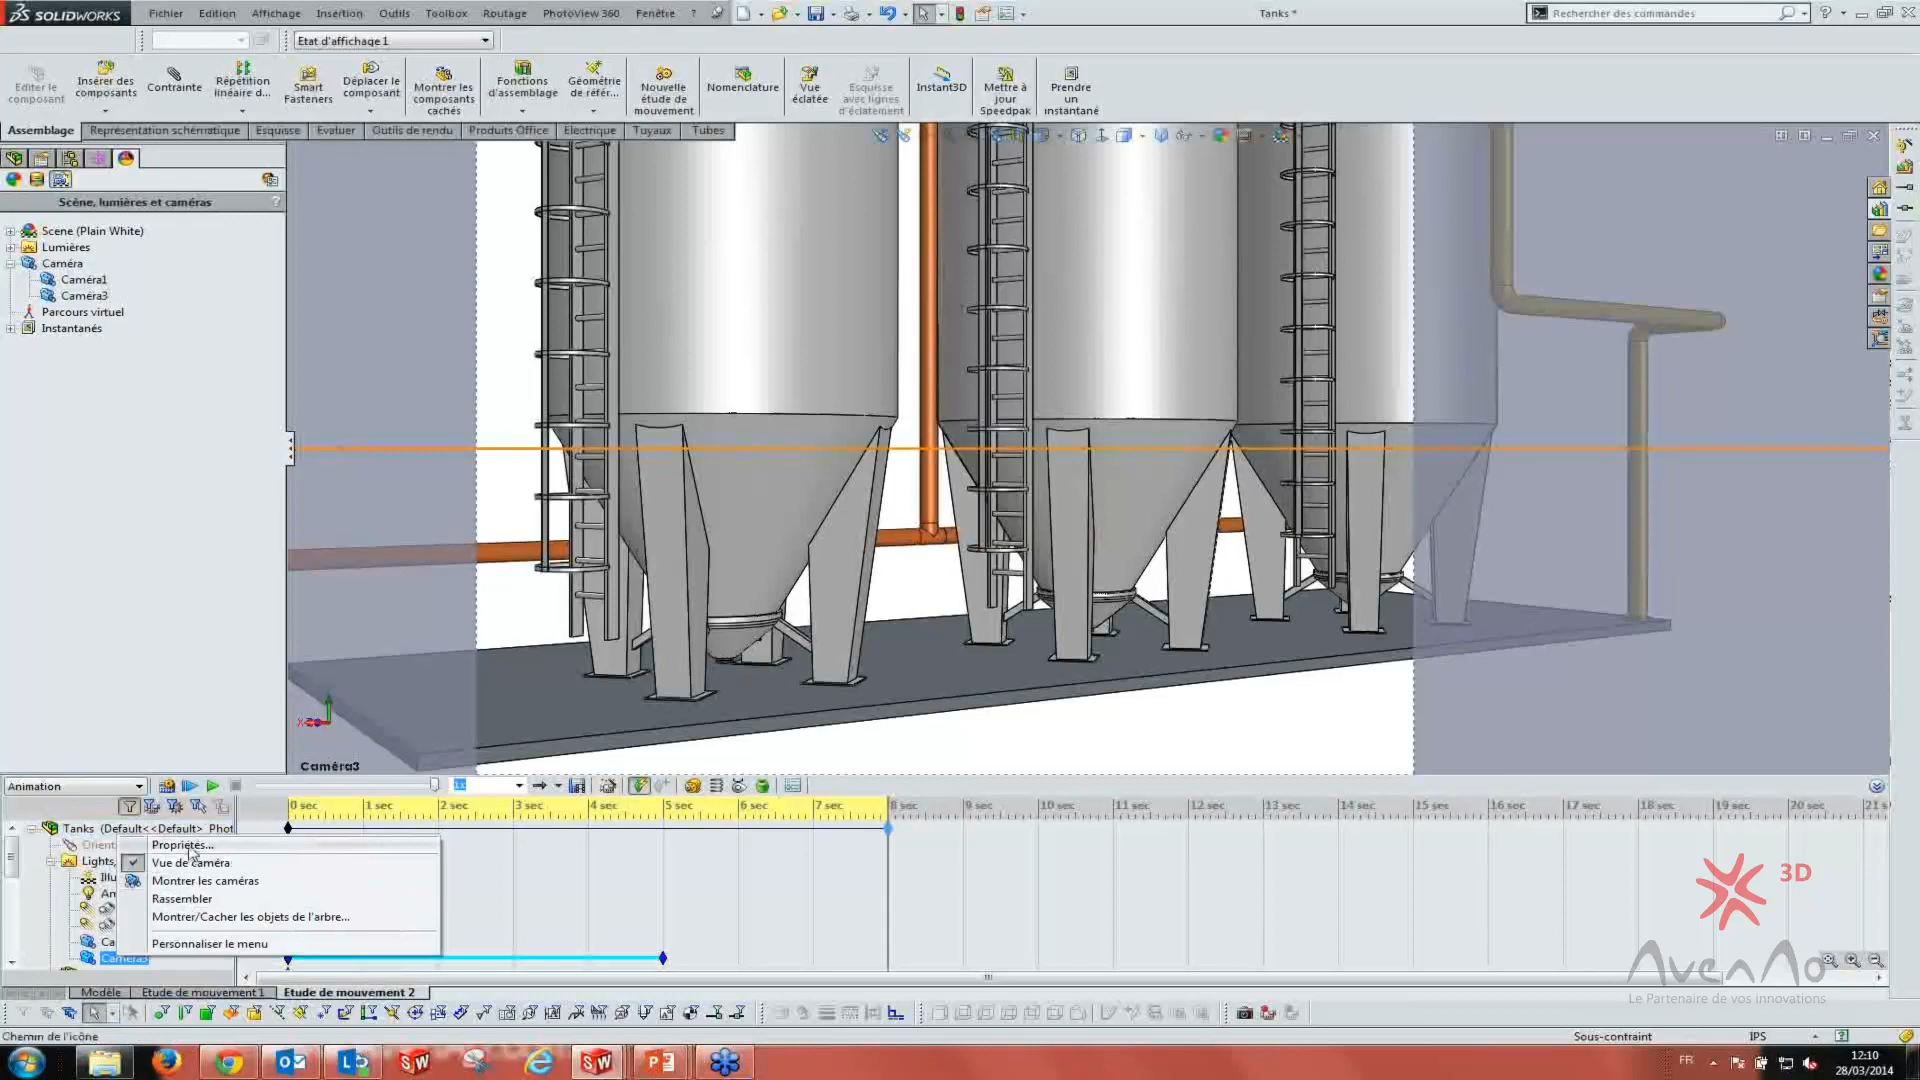 SOLIDWORKS
Fichier Edition Affichage Insertion Outils Toolbox Routage PhotoView 360 Fenêtre ?
Tanks *
Rechercher des commandes
Etat d'affichage 1
Editer le composant
Insérer des composants
Contrainte
Répétition linéaire d...
Smart Fasteners
Déplacer le composant
Montrer les composants cachés
Fonctions d'assemblage
Géométrie de référ...
Nouvelle étude de mouvement
Nomenclature
Vue éclatée
Esquisse avec lignes d'éclatement
Instant3D
Mettre à jour Speedpak
Prendre un instantané
Assemblage Représentation schématique Esquisse Evaluer Outils de rendu Produits Office Electrique Tuyaux Tubes
Scène, lumières et caméras ?
Scene (Plain White)
Lumières
Caméra
Caméra1
Caméra3
Parcours virtuel
Instantanés
Caméra3
Animation
0 sec 1 sec 2 sec 3 sec 4 sec 5 sec 6 sec 7 sec 8 sec 9 sec 10 sec 11 sec 12 sec 13 sec 14 sec 15 sec 16 sec 17 sec 18 sec 19 sec 20 sec 21 s
Tanks (Default<<Default> Phot
Orient
Lights,
Illu
An
Ca
Caméra3
Propriétés...
Vue de caméra
Montrer les caméras
Rassembler
Montrer/Cacher les objets de l'arbre...
Personnaliser le menu
3D
AvenAo
Le Partenaire de vos innovations
Modèle Etude de mouvement 1 Etude de mouvement 2
Chemin de l'icône
Sous-contraint
IPS
FR
12:10
28/03/2014